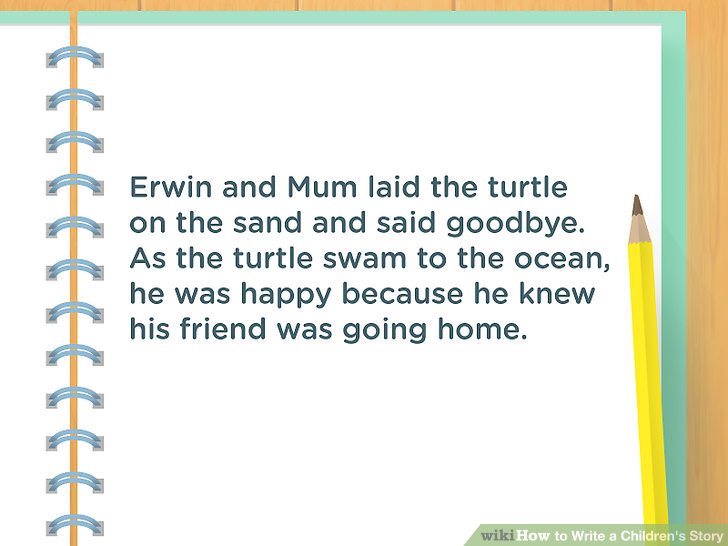 Erwin and Mum laid the turtle
on the sand and said goodbye.
As the turtle swam to the ocean,
he was happy because he knew
his friend was going home.
wikiHow to Write a Children's Story